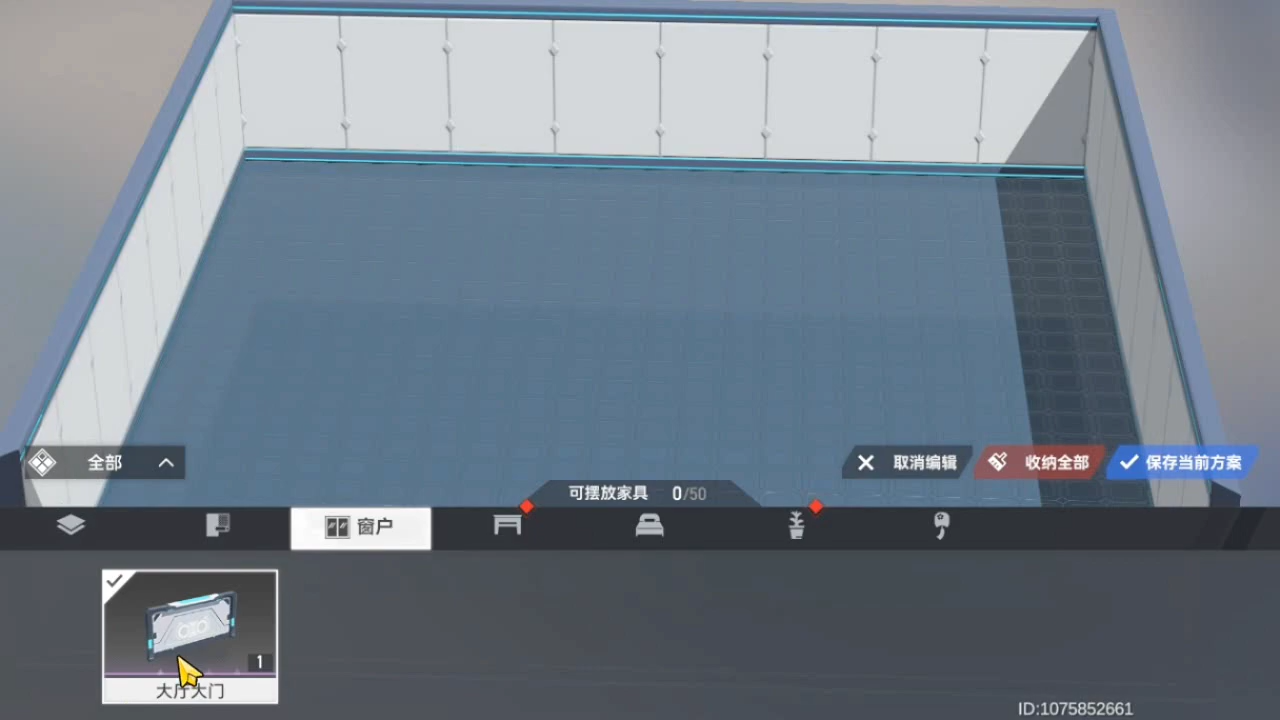 全部
取消编辑
收纳全部
保存当前方案
可摆放家具 0/50
窗户
1
大厅大门
ID:1075852661